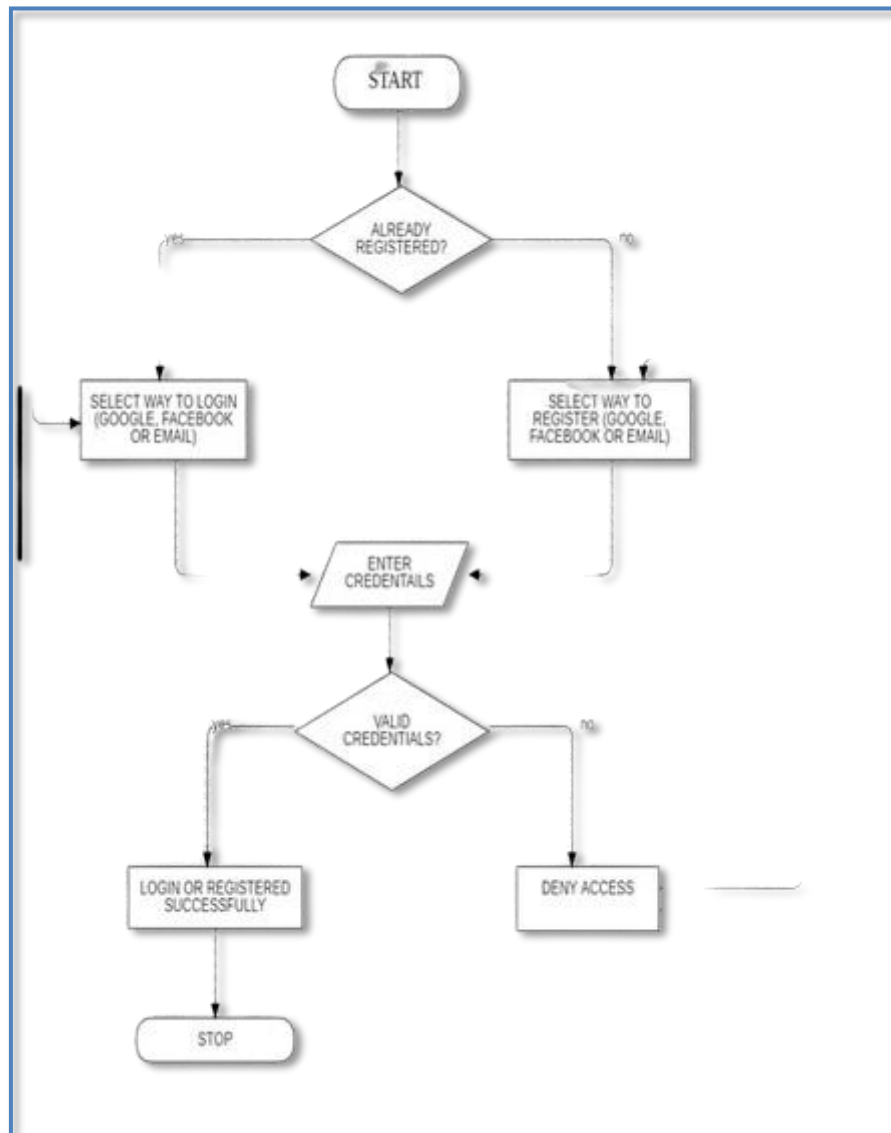 START
ALREADY
REGISTERED?
yes
no
SELECT WAY TO LOGIN
(GOOGLE, FACEBOOK
OR EMAIL)
SELECT WAY TO
REGISTER (GOOGLE,
FACEBOOK OR EMAIL)
ENTER
CREDENTAILS
VALID
CREDENTIALS?
yes
no
LOGIN OR REGISTERED
SUCCESSFULLY
DENY ACCESS
STOP